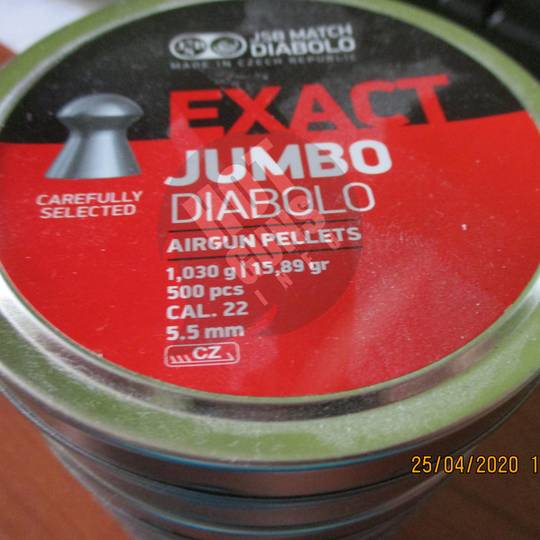 JSB MATCH
DIABOLO
MADE IN CZECH REPUBLIC
EXACT
JUMBO
DIABOLO
CAREFULLY
SELECTED
AIRGUN PELLETS
1,030 g | 15,89 gr
500 pcs
CAL. 22
5.5 mm
CZ
25/04/2020 1